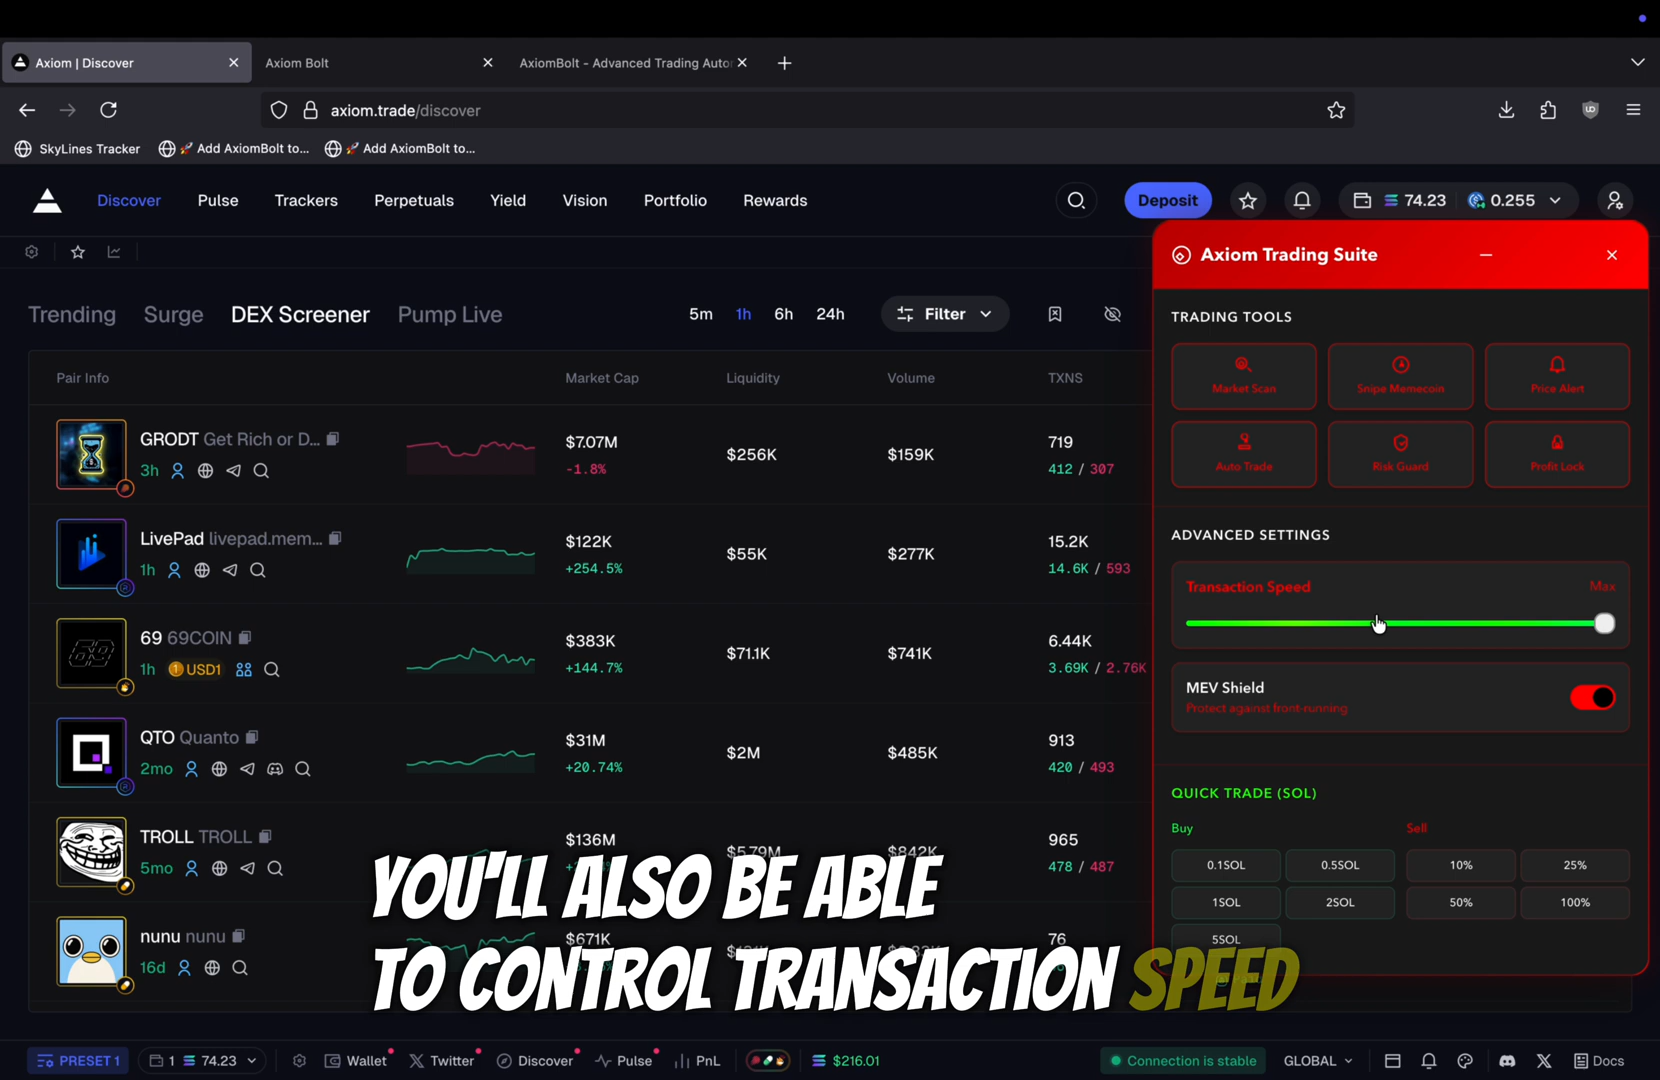 Axiom | Discover
Axiom Bolt
AxiomBolt - Advanced Trading Auto
axiom.trade/discover
SkyLines Tracker
🚀 Add AxiomBolt to...
🚀 Add AxiomBolt to...
Discover
Pulse
Trackers
Perpetuals
Yield
Vision
Portfolio
Rewards
Deposit
74.23
0.255
Trending
Surge
DEX Screener
Pump Live
5m
1h
6h
24h
Filter
Pair Info
Market Cap
Liquidity
Volume
TXNS
GRODT Get Rich or D...
3h
$7.07M
-1.8%
$256K
$159K
719
412 / 307
LivePad livepad.mem...
1h
$122K
+254.5%
$55K
$277K
15.2K
14.6K / 593
69 69COIN
1h
USD1
$383K
+144.7%
$71.1K
$741K
6.44K
3.69K / 2.76K
QTO Quanto
2mo
$31M
+20.74%
$2M
$485K
913
420 / 493
TROLL TROLL
5mo
$136M
$5.79M
$842K
965
478 / 487
nunu nunu
16d
$671K
76
Axiom Trading Suite
TRADING TOOLS
Market Scan
Snipe Memecoin
Price Alert
Auto Trade
Risk Guard
Profit Lock
ADVANCED SETTINGS
Transaction Speed
Max
MEV Shield
Protect against front-running
QUICK TRADE (SOL)
Buy
Sell
0.1SOL
0.5SOL
10%
25%
1SOL
2SOL
50%
100%
5SOL
YOU'LL ALSO BE ABLE
TO CONTROL TRANSACTION SPEED
PRESET 1
1
74.23
Wallet
Twitter
Discover
Pulse
PnL
$216.01
Connection is stable
GLOBAL
Docs